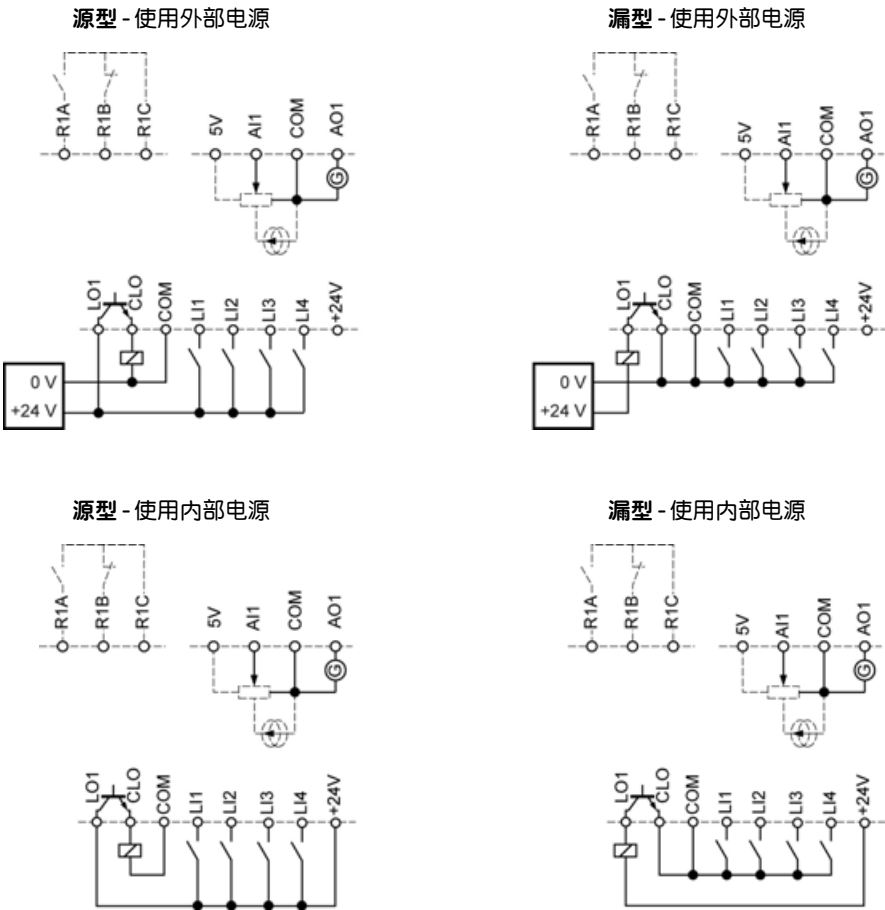 源型 - 使用外部电源
R1A R1B R1C 5V AI1 COM AO1
G
LO1 CLO COM LI1 LI2 LI3 LI4 +24V
0 V
+24 V
漏型 - 使用外部电源
R1A R1B R1C 5V AI1 COM AO1
G
LO1 CLO COM LI1 LI2 LI3 LI4 +24V
0 V
+24 V
源型 - 使用内部电源
R1A R1B R1C 5V AI1 COM AO1
G
LO1 CLO COM LI1 LI2 LI3 LI4 +24V
漏型 - 使用内部电源
R1A R1B R1C 5V AI1 COM AO1
G
LO1 CLO COM LI1 LI2 LI3 LI4 +24V